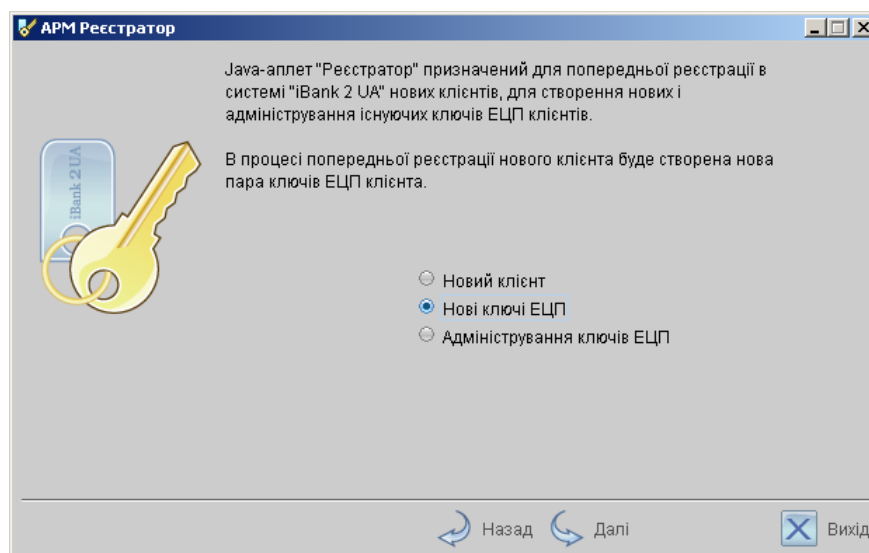 АРМ Реєстратор
Java-аплет "Реєстратор" призначений для попередньої реєстрації в
системі "iBank 2 UA" нових клієнтів, для створення нових і
адміністрування існуючих ключів ЕЦП клієнтів.
В процесі попередньої реєстрації нового клієнта буде створена нова
пара ключів ЕЦП клієнта.
iBank 2 UA
Новий клієнт
Нові ключі ЕЦП
Адміністрування ключів ЕЦП
Назад Далі Вихід